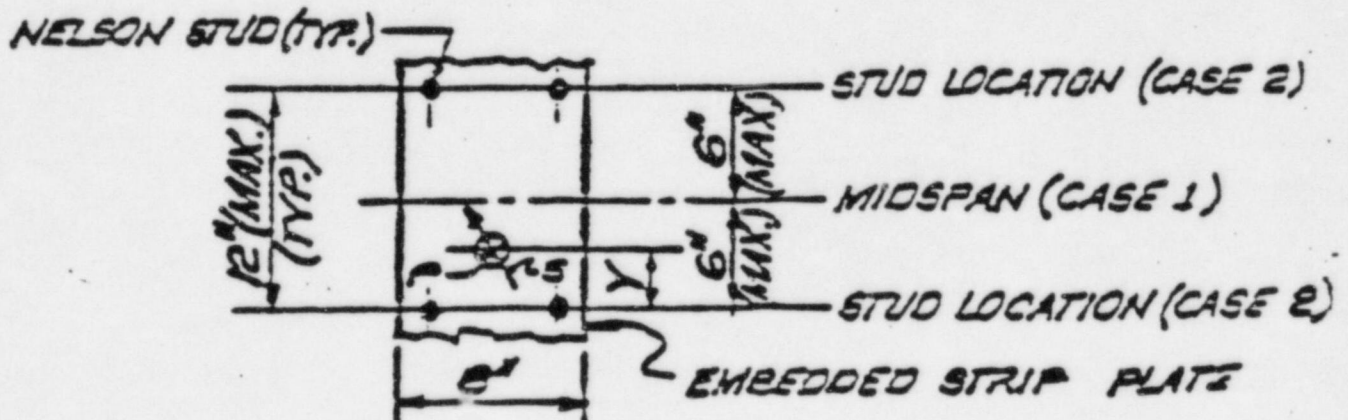 NELSON STUD (TYP.)
STUD LOCATION (CASE 2)
12" (MAX.)
(TYP.)
6"
(MAX)
MIDSPAN (CASE 1)
6"
(MAX.)
S
Y
STUD LOCATION (CASE 2)
8"
EMBEDDED STRIP PLATE